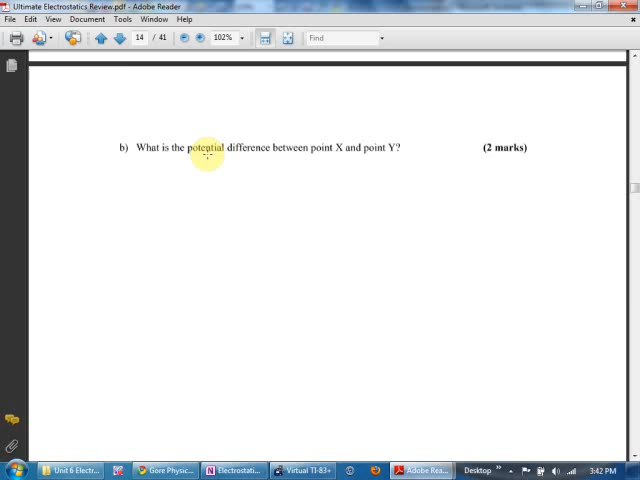 Ultimate Electrostatics Review.pdf - Adobe Reader
File Edit View Document Tools Window Help
14 / 41 102% Find
b) What is the potential difference between point X and point Y? (2 marks)
Unit 6 Electr... Gore Physic... Electrostati... Virtual TI-83+ Adobe Rea... Desktop 3:42 PM